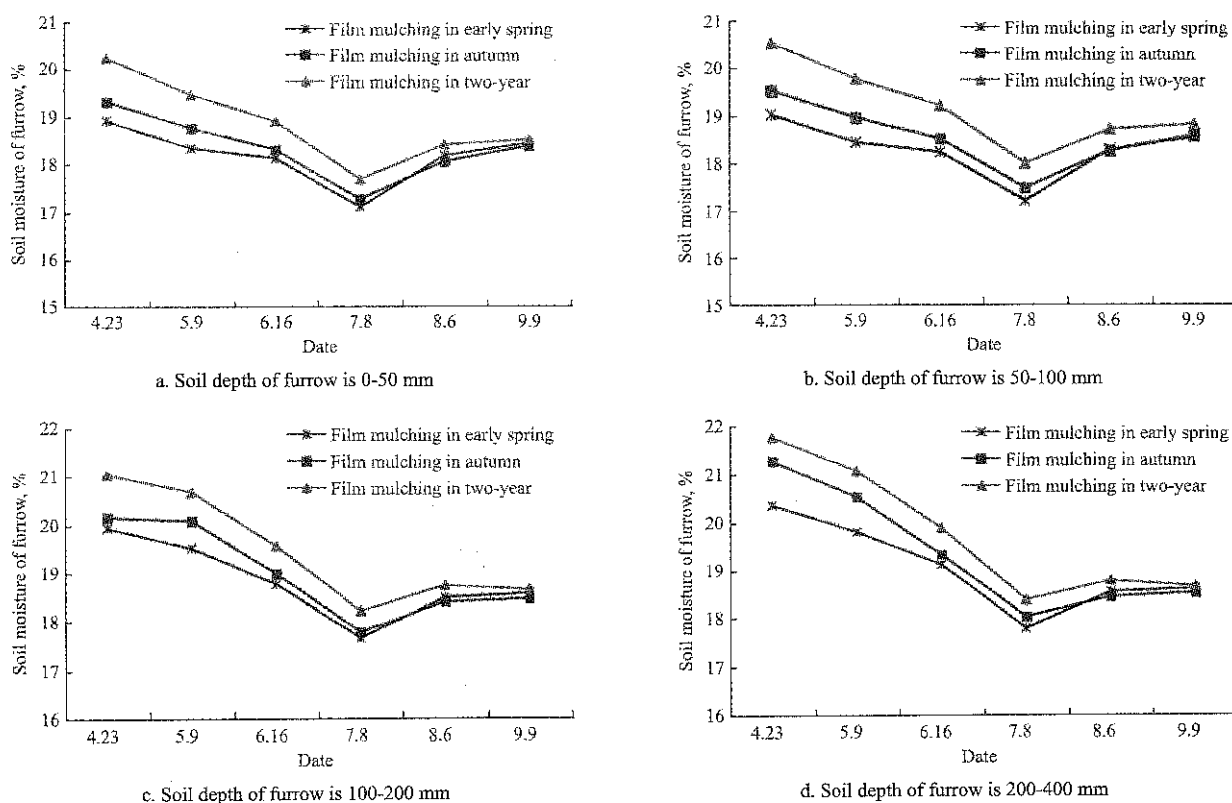 21
20
19
18
17
16
15
Soil moisture of furrow, %
Film mulching in early spring
Film mulching in autumn
Film mulching in two-year
4.23 5.9 6.16 7.8 8.6 9.9
Date
a. Soil depth of furrow is 0-50 mm
21
20
19
18
17
16
15
Soil moisture of furrow, %
Film mulching in early spring
Film mulching in autumn
Film mulching in two-year
4.23 5.9 6.16 7.8 8.6 9.9
Date
b. Soil depth of furrow is 50-100 mm
22
21
20
19
18
17
16
Soil moisture of furrow, %
Film mulching in early spring
Film mulching in autumn
Film mulching in two-year
4.23 5.9 6.16 7.8 8.6 9.9
Date
c. Soil depth of furrow is 100-200 mm
22
21
20
19
18
17
16
Soil moisture of furrow, %
Film mulching in early spring
Film mulching in autumn
Film mulching in two-year
4.23 5.9 6.16 7.8 8.6 9.9
Date
d. Soil depth of furrow is 200-400 mm